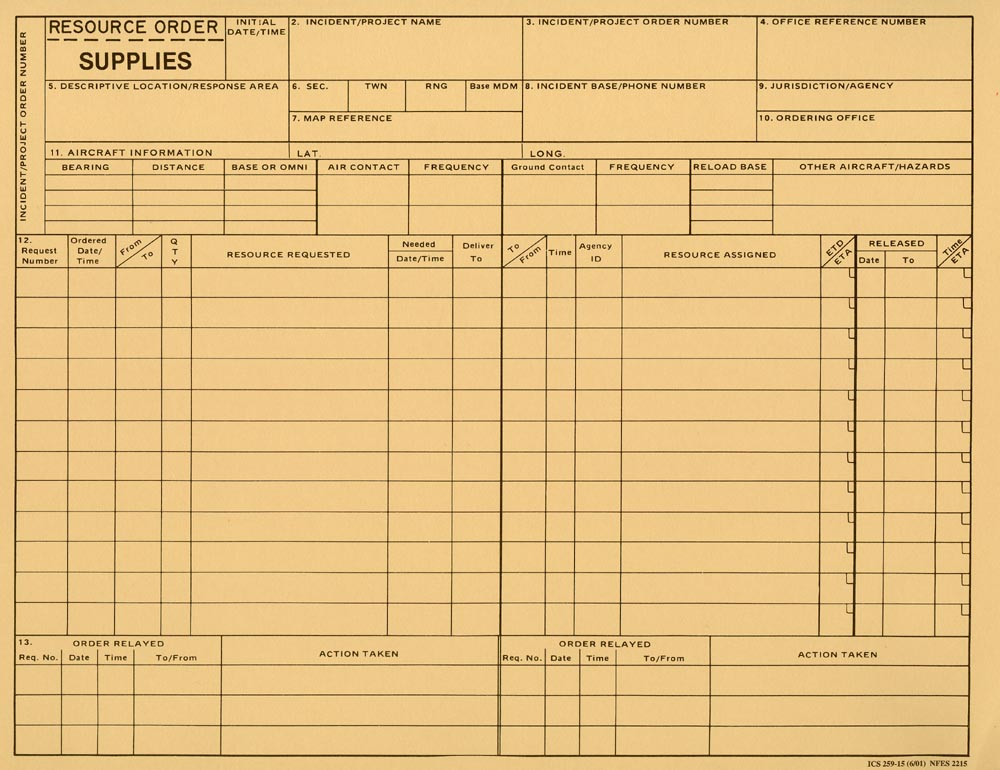 INCIDENT/PROJECT ORDER NUMBER
RESOURCE ORDER
SUPPLIES
INITIAL
DATE/TIME
2. INCIDENT/PROJECT NAME
3. INCIDENT/PROJECT ORDER NUMBER
4. OFFICE REFERENCE NUMBER
5. DESCRIPTIVE LOCATION/RESPONSE AREA
6. SEC.
TWN
RNG
Base MDM
8. INCIDENT BASE/PHONE NUMBER
9. JURISDICTION/AGENCY
7. MAP REFERENCE
10. ORDERING OFFICE
11. AIRCRAFT INFORMATION
LAT.
LONG.
BEARING
DISTANCE
BASE OR OMNI
AIR CONTACT
FREQUENCY
Ground Contact
FREQUENCY
RELOAD BASE
OTHER AIRCRAFT/HAZARDS
12.
Request
Number
Ordered
Date/
Time
From
To
Q
T
Y
RESOURCE REQUESTED
Needed
Date/Time
Deliver
To
To
From
Time
Agency
ID
RESOURCE ASSIGNED
ETD
ETA
RELEASED
Date
To
Time
ETA
13.
ORDER RELAYED
Req. No.
Date
Time
To/From
ACTION TAKEN
ORDER RELAYED
Req. No.
Date
Time
To/From
ACTION TAKEN
ICS 259-15 (6/01) NFES 2215